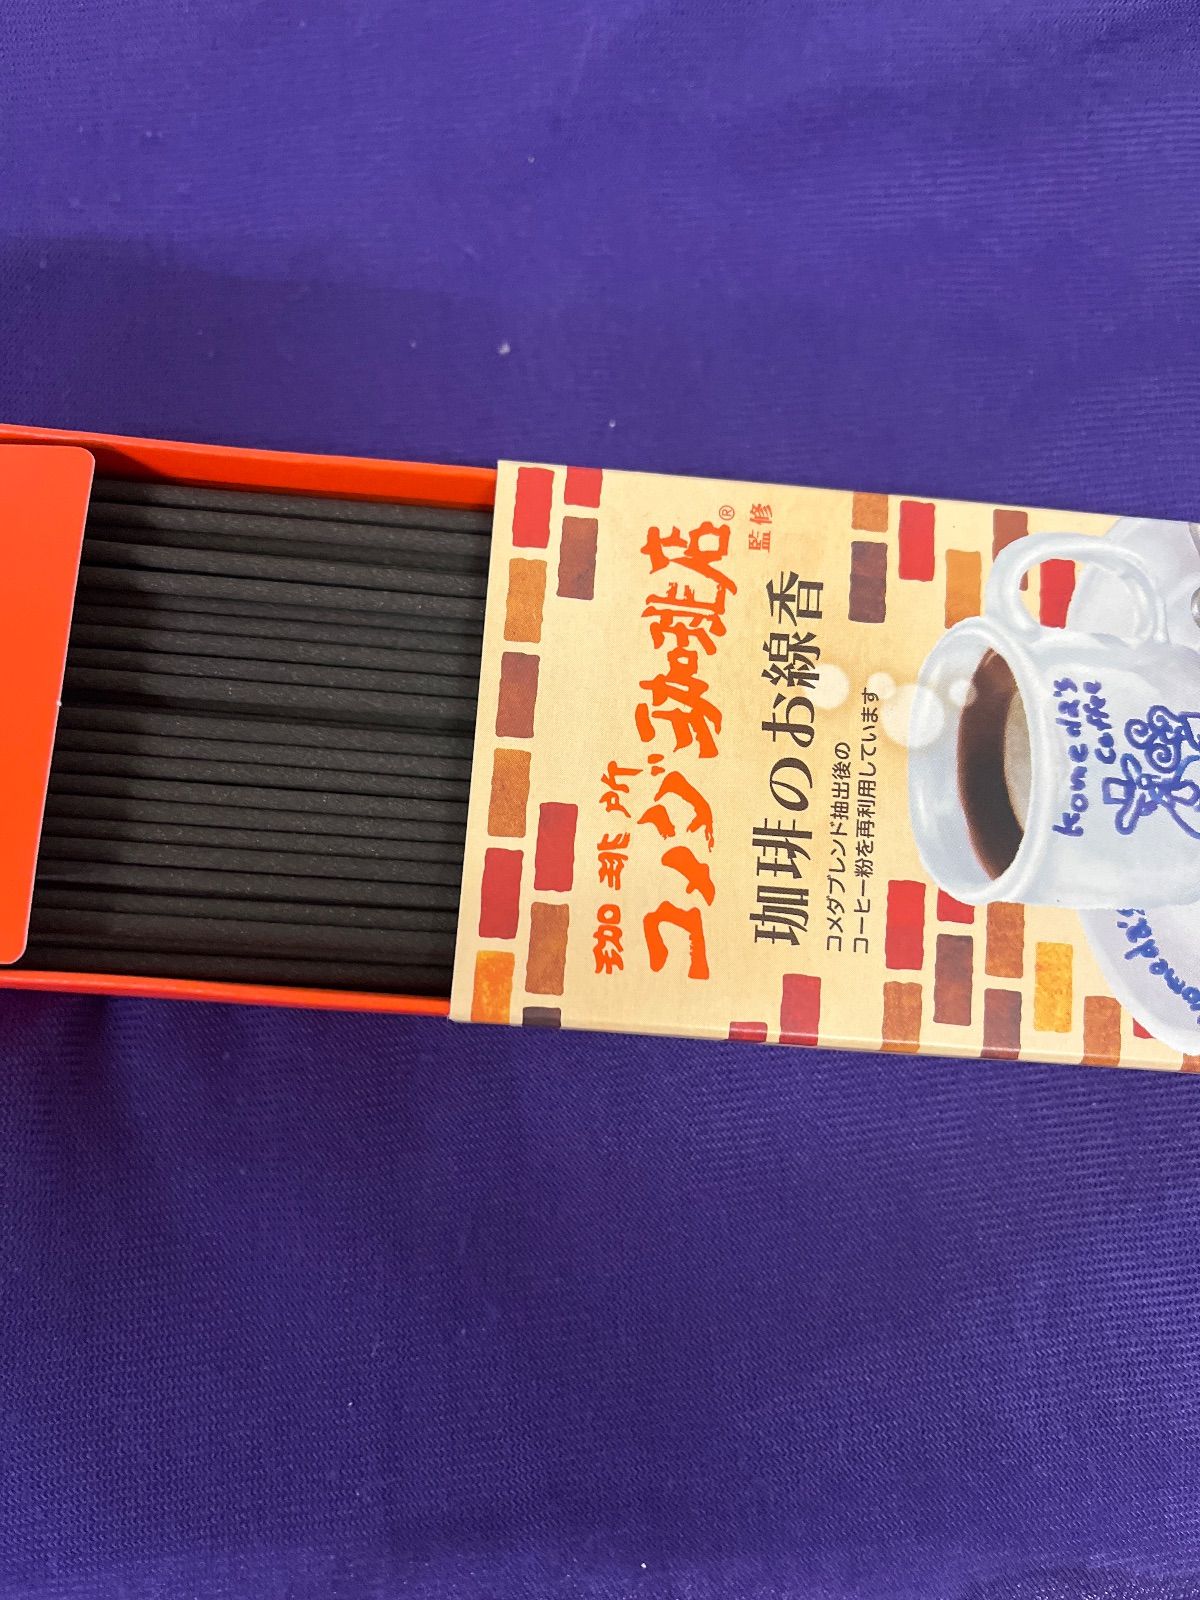 珈琲所
コメダ珈琲店® 監修
珈琲のお線香
コメダブレンド抽出後の
コーヒー粉を再利用しています
Komeda's
Coffee